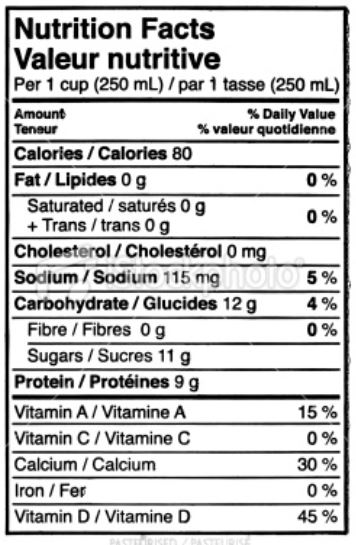 Nutrition Facts
Valeur nutritive
Per 1 cup (250 mL) / par 1 tasse (250 mL)
Amount % Daily Value
Teneur % valeur quotidienne
Calories / Calories 80
Fat / Lipides 0 g 0 %
Saturated / saturés 0 g
+ Trans / trans 0 g 0 %
Cholesterol / Cholestérol 0 mg
Sodium / Sodium 115 mg 5 %
Carbohydrate / Glucides 12 g 4 %
Fibre / Fibres 0 g 0 %
Sugars / Sucres 11 g
Protein / Protéines 9 g
Vitamin A / Vitamine A 15 %
Vitamin C / Vitamine C 0 %
Calcium / Calcium 30 %
Iron / Fer 0 %
Vitamin D / Vitamine D 45 %
PASTEURISED / PASTEURISÉ